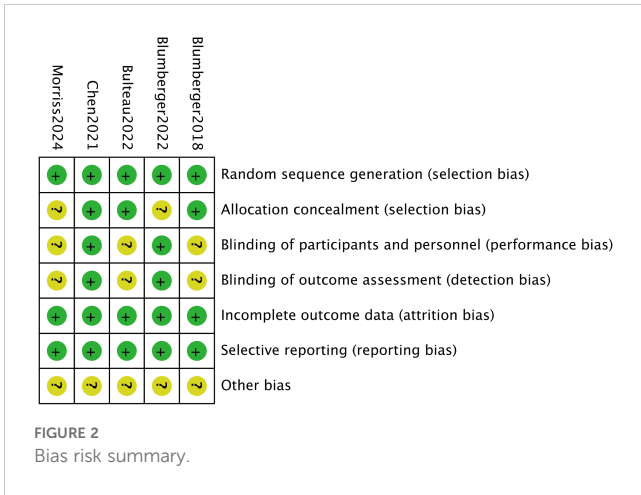 Morriss2024
Chen2021
Bulteau2022
Blumberger2022
Blumberger2018
+ + + + + Random sequence generation (selection bias)
? + + ? + Allocation concealment (selection bias)
? + ? + ? Blinding of participants and personnel (performance bias)
? + ? + ? Blinding of outcome assessment (detection bias)
+ + + + + Incomplete outcome data (attrition bias)
+ + + + + Selective reporting (reporting bias)
? ? ? ? ? Other bias
FIGURE 2
Bias risk summary.